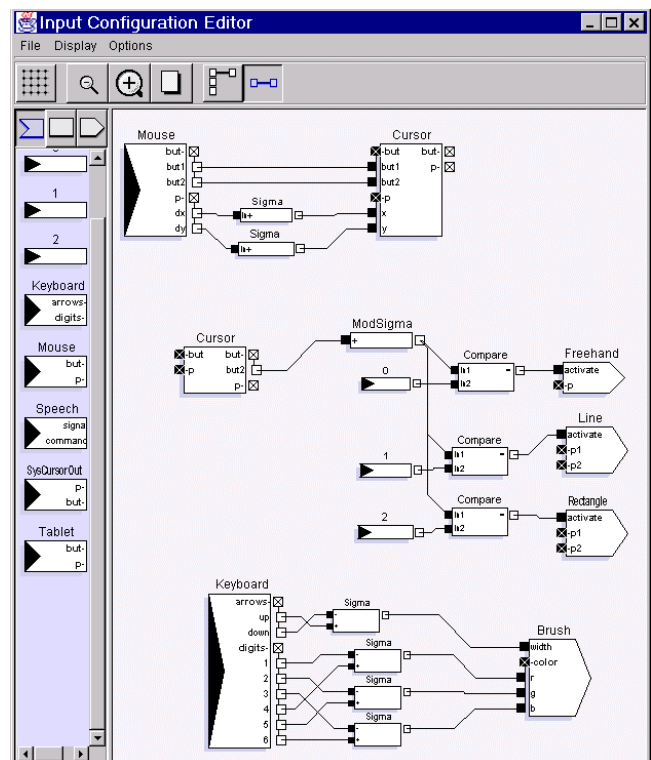 Input Configuration Editor
File Display Options
1
2
Keyboard
arrows-
digits-
Mouse
but-
p-
Speech
signa
command
SysCursorOut
p-
but-
Tablet
but-
p-
Mouse
but-
but1
but2
p-
dx
dy
Sigma
In+
Sigma
In+
Cursor
-but but-
but1 p-
but2
-p
x
y
Cursor
-but but-
-p but2
p-
ModSigma
+
0
Compare
In1 =
In2
Freehand
activate
-p
1
Compare
In1 =
In2
Line
activate
-p1
-p2
2
Compare
In1 =
In2
Rectangle
activate
-p1
-p2
Keyboard
arrows-
up
down
digits-
1
2
3
4
5
6
Sigma
-
+
Sigma
-
+
Sigma
-
+
Sigma
-
+
Brush
width
-color
r
g
b